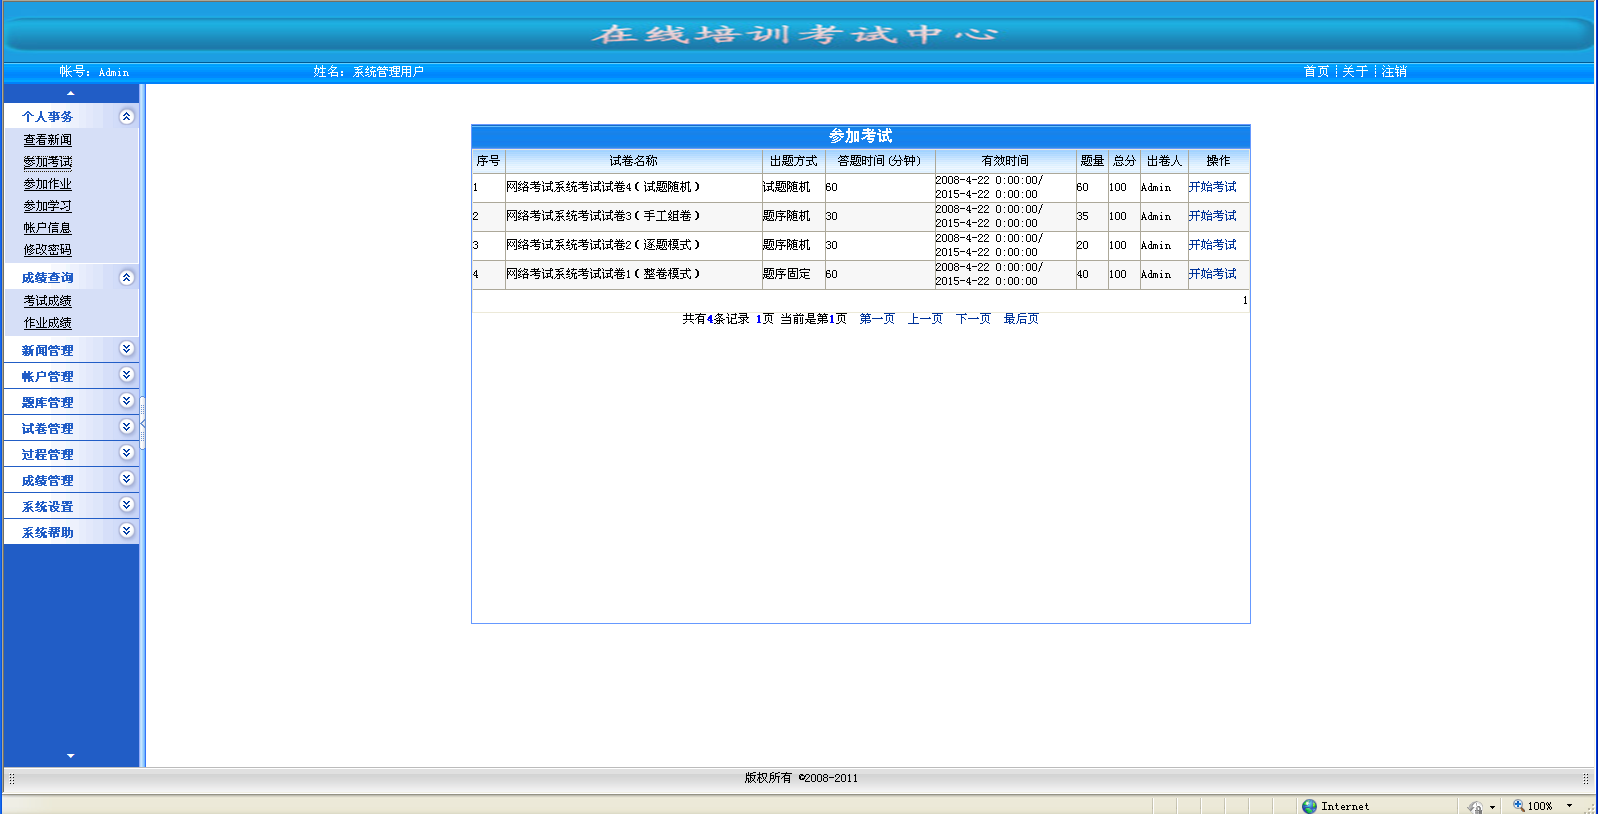 在线培训考试中心
帐号: Admin 姓名: 系统管理用户 首页 ┆ 关于 ┆ 注销
个人事务
查看新闻
参加考试
参加作业
参加学习
帐户信息
修改密码
成绩查询
考试成绩
作业成绩
新闻管理
帐户管理
题库管理
试卷管理
过程管理
成绩管理
系统设置
系统帮助
参加考试
序号 试卷名称 出题方式 答题时间(分钟) 有效时间 题量 总分 出卷人 操作
1 网络考试系统考试试卷4（试题随机） 试题随机 60 2008-4-22 0:00:00/ 60 100 Admin 开始考试
2015-4-22 0:00:00
2 网络考试系统考试试卷3（手工组卷） 题序随机 30 2008-4-22 0:00:00/ 35 100 Admin 开始考试
2015-4-22 0:00:00
3 网络考试系统考试试卷2（逐题模式） 题序随机 30 2008-4-22 0:00:00/ 20 100 Admin 开始考试
2015-4-22 0:00:00
4 网络考试系统考试试卷1（整卷模式） 题序固定 60 2008-4-22 0:00:00/ 40 100 Admin 开始考试
2015-4-22 0:00:00
1
共有4条记录 1页 当前是第1页 第一页 上一页 下一页 最后页
版权所有 ©2008-2011
Internet 100%